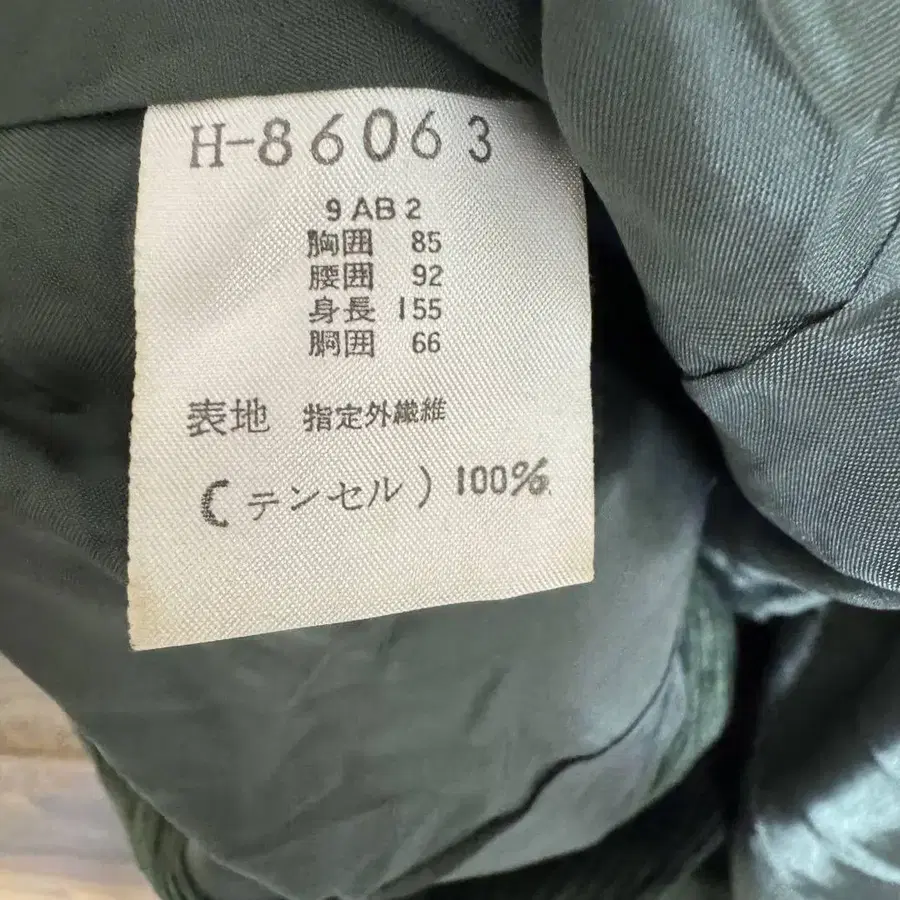 H-86063
9AB2
胸囲 85
腰囲 92
身長 155
胴囲 66
表地 指定外繊維
(テンセル) 100%